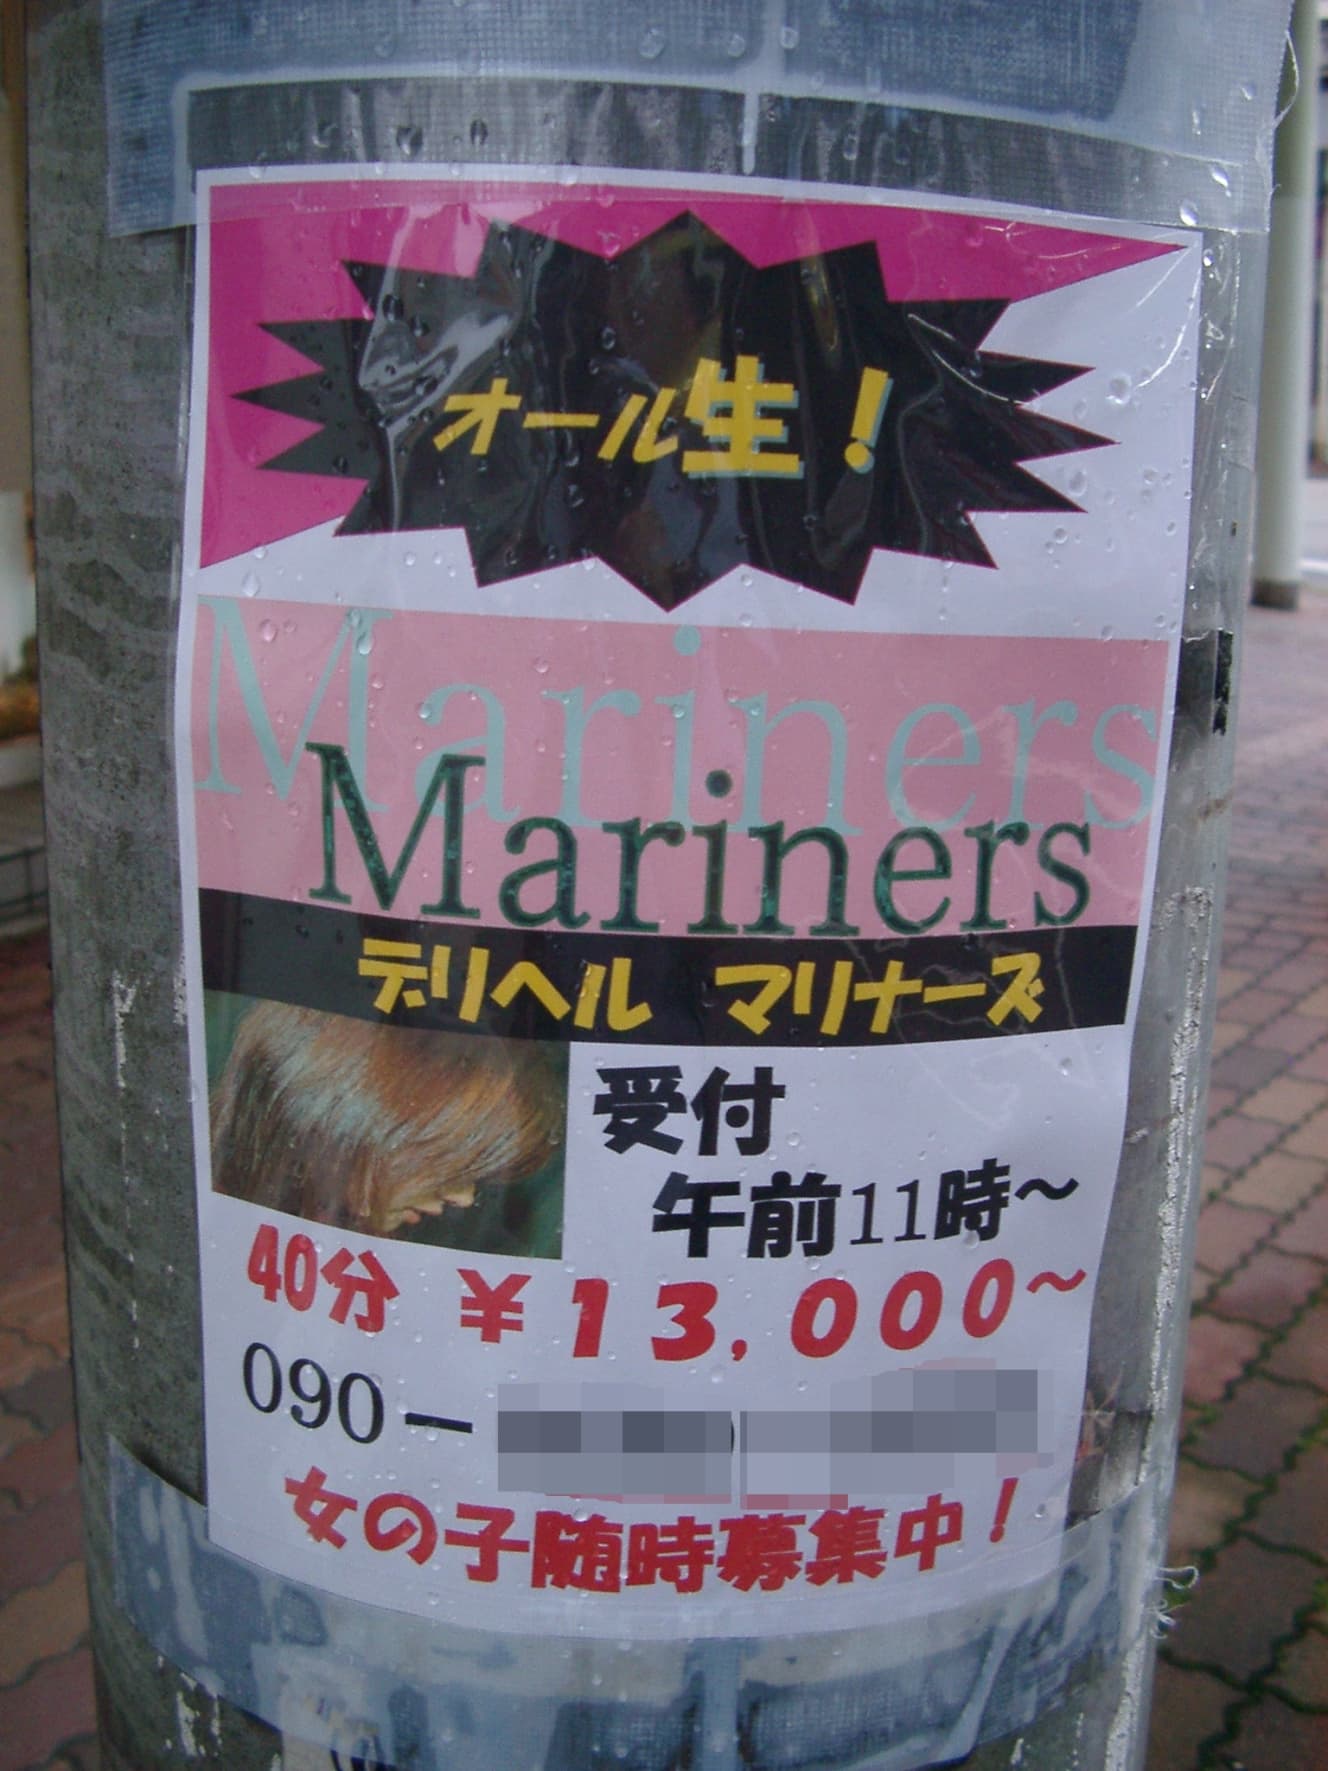 オール生！
Mariners
Mariners
デリヘル マリナーズ
受付
午前11時～
40分 ￥13,000～
090－
女の子随時募集中！